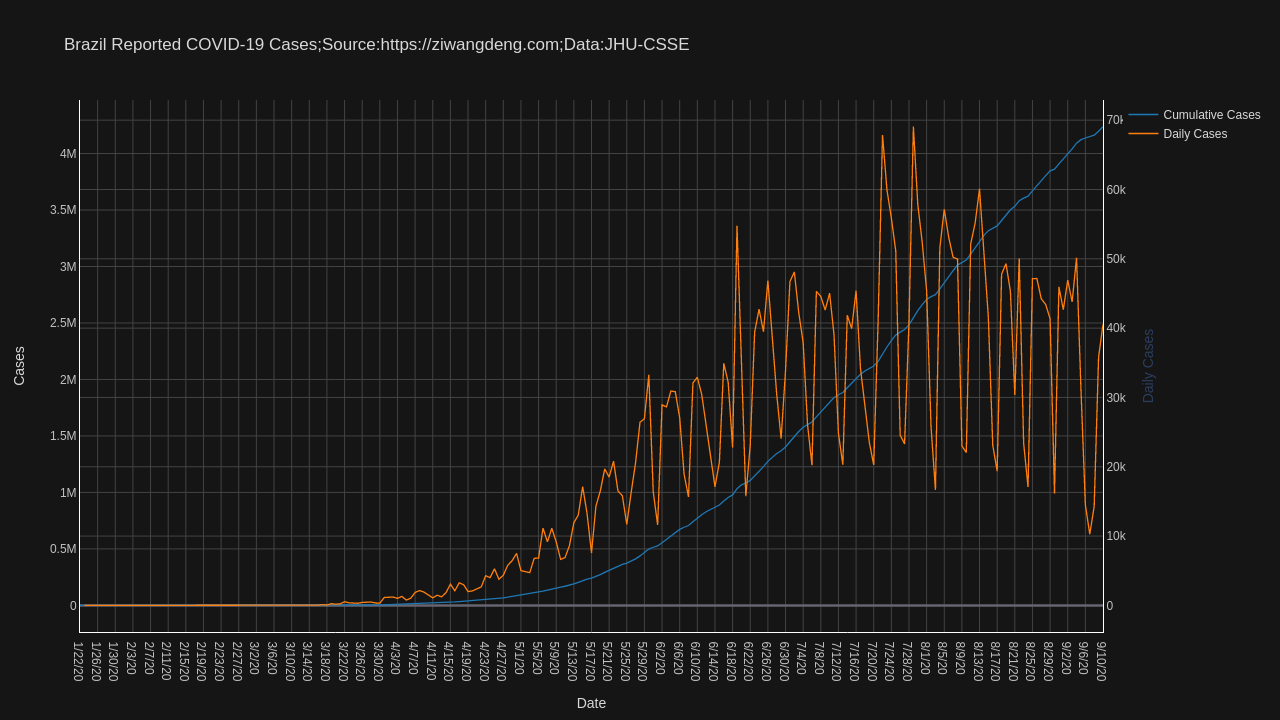 Brazil Reported COVID-19 Cases;Source:https://ziwangdeng.com;Data:JHU-CSSE
Cumulative Cases
Daily Cases
4M
3.5M
3M
2.5M
2M
1.5M
1M
0.5M
0
Cases
70k
60k
50k
40k
30k
20k
10k
0
Daily Cases
1/22/20
1/26/20
1/30/20
2/3/20
2/7/20
2/11/20
2/15/20
2/19/20
2/23/20
2/27/20
3/2/20
3/6/20
3/10/20
3/14/20
3/18/20
3/22/20
3/26/20
3/30/20
4/3/20
4/7/20
4/11/20
4/15/20
4/19/20
4/23/20
4/27/20
5/1/20
5/5/20
5/9/20
5/13/20
5/17/20
5/21/20
5/25/20
5/29/20
6/2/20
6/6/20
6/10/20
6/14/20
6/18/20
6/22/20
6/26/20
6/30/20
7/4/20
7/8/20
7/12/20
7/16/20
7/20/20
7/24/20
7/28/20
8/1/20
8/5/20
8/9/20
8/13/20
8/17/20
8/21/20
8/25/20
8/29/20
9/2/20
9/6/20
9/10/20
Date